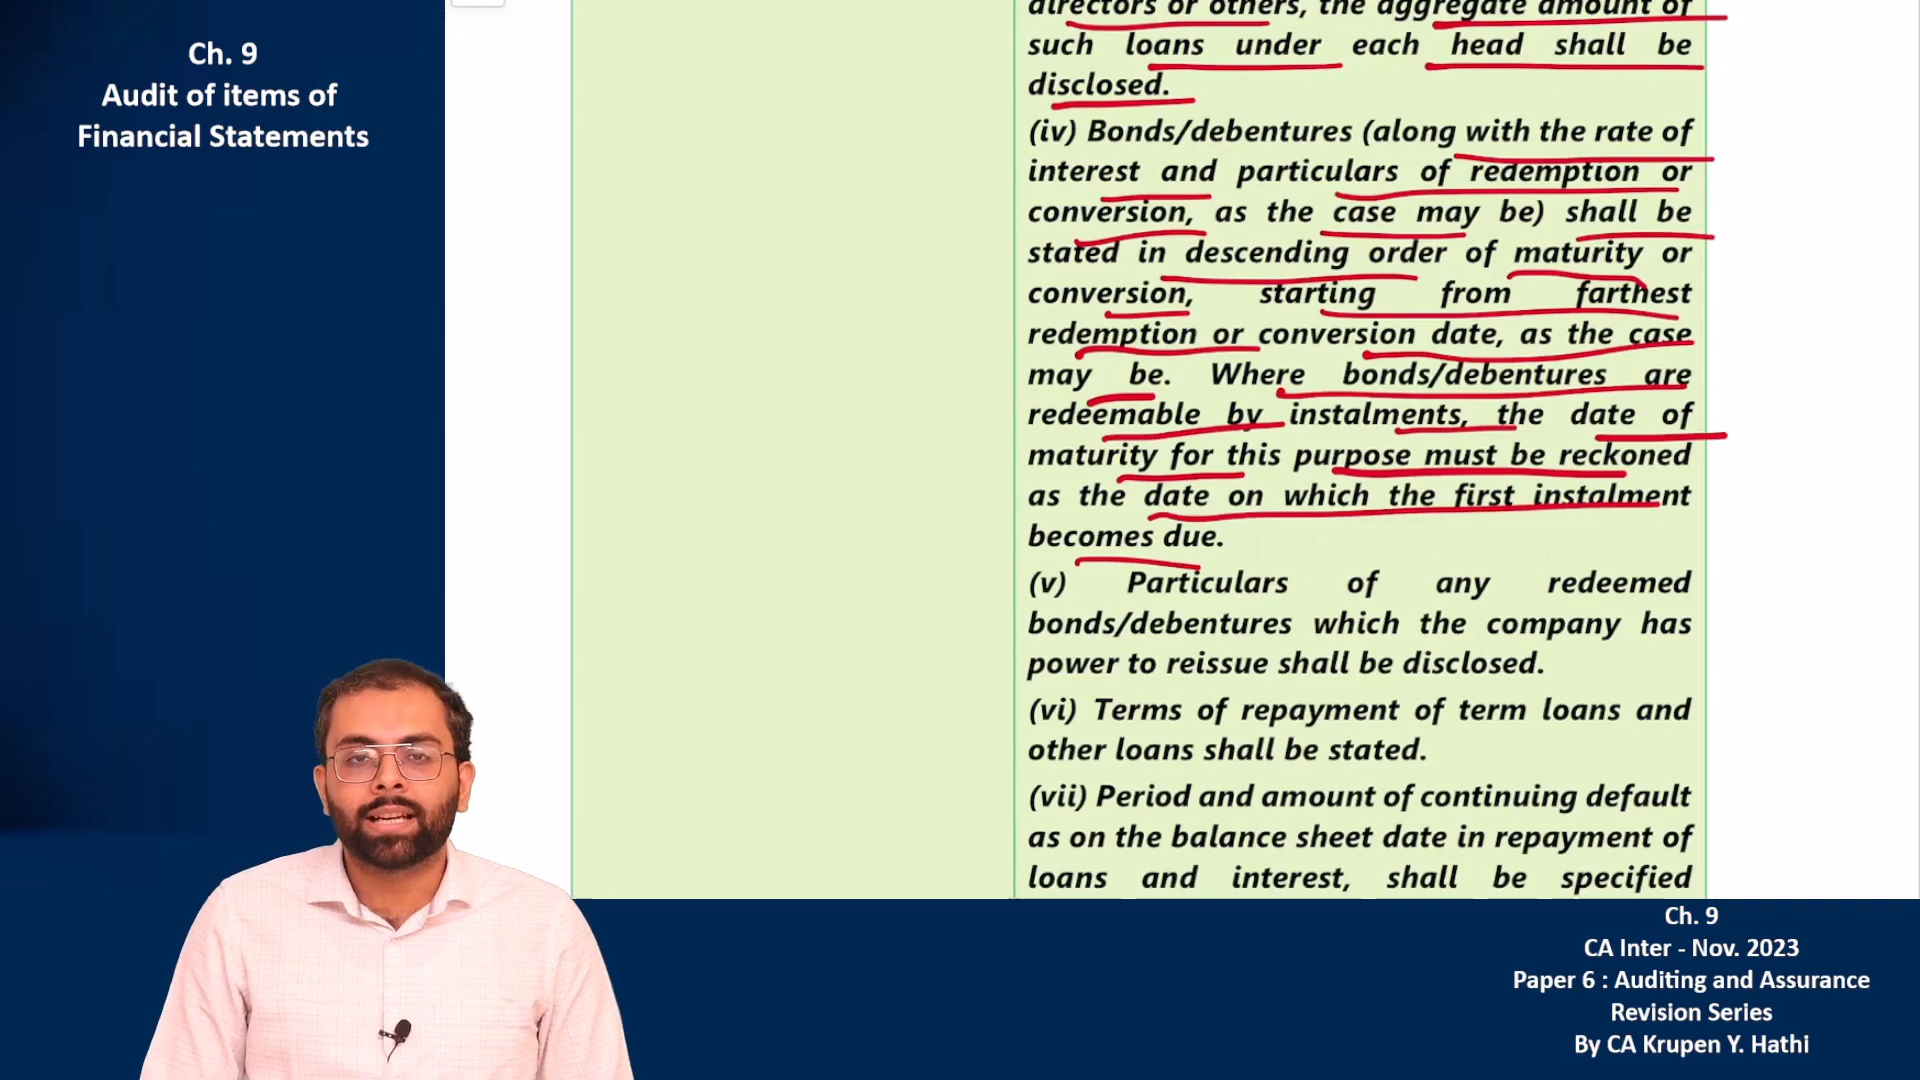 Ch. 9
Audit of items of
Financial Statements
directors or others, the aggregate amount of
such loans under each head shall be
disclosed.
(iv) Bonds/debentures (along with the rate of
interest and particulars of redemption or
conversion, as the case may be) shall be
stated in descending order of maturity or
conversion, starting from farthest
redemption or conversion date, as the case
may be. Where bonds/debentures are
redeemable by instalments, the date of
maturity for this purpose must be reckoned
as the date on which the first instalment
becomes due.
(v) Particulars of any redeemed
bonds/debentures which the company has
power to reissue shall be disclosed.
(vi) Terms of repayment of term loans and
other loans shall be stated.
(vii) Period and amount of continuing default
as on the balance sheet date in repayment of
loans and interest, shall be specified
Ch. 9
CA Inter - Nov. 2023
Paper 6 : Auditing and Assurance
Revision Series
By CA Krupen Y. Hathi